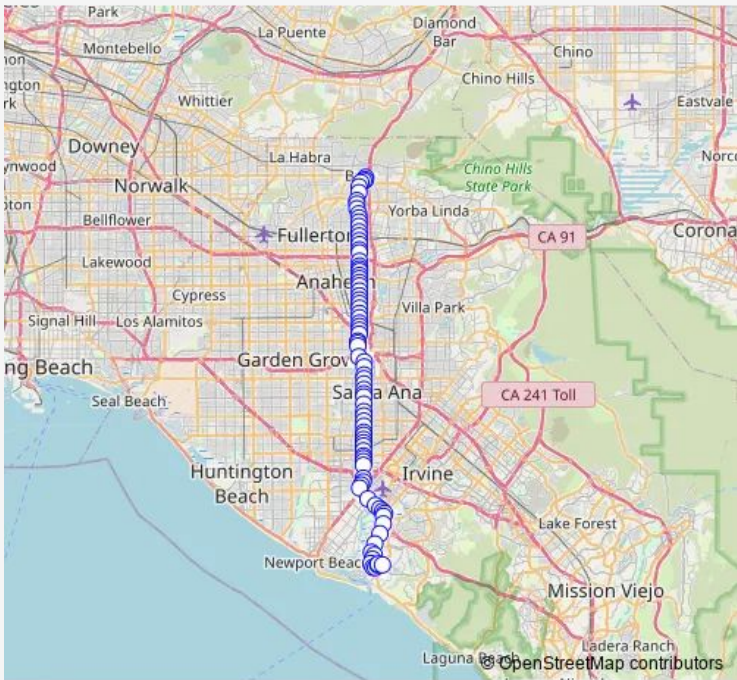 Park
Diamond
Bar
La Puente
Montebello
Chino
Chino Hills
Whittier
Eastvale
Downey
La Habra
Chino Hills
State Park
Norwalk
Yorba Linda
Bellflower
Fullerton
CA 91
Corona
Lakewood
Anaheim
Cypress
Villa Park
Signal Hill
Los Alamitos
Garden Grov
ng Beach
Santa Ana
CA 241 Toll
Seal Beach
Huntington
Beach
Irvine
Lake Forest
Newport Beac
Mission Viejo
Ladera Ranch
Laguna Beach
© OpenStreetMap contributors